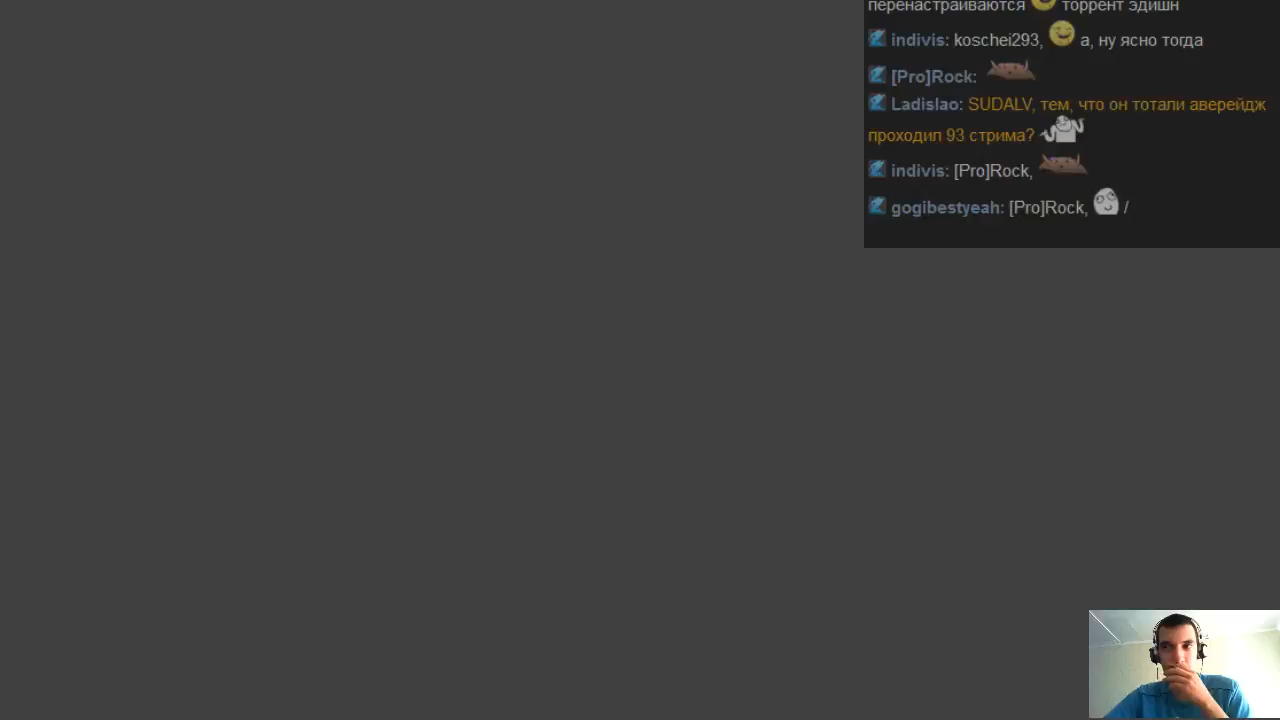 перенастраиваются торрент эдишн
indivis: koschei293, а, ну ясно тогда
[Pro]Rock:
Ladislao: SUDALV, тем, что он тотали аверейдж
проходил 93 стрима?
indivis: [Pro]Rock,
gogibestyeah: [Pro]Rock, /